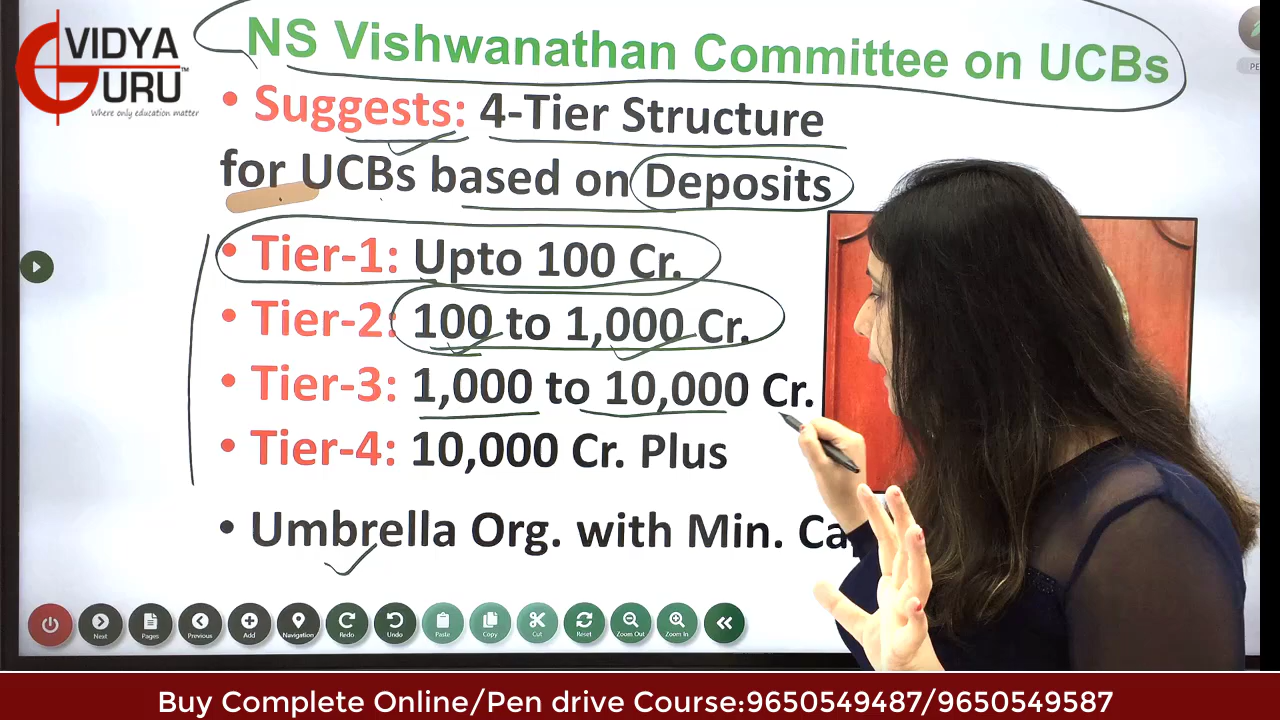 VIDYA
GURU™
Where only education matter
NS Vishwanathan Committee on UCBs
• Suggests: 4-Tier Structure
for UCBs based on Deposits
• Tier-1: Upto 100 Cr.
• Tier-2: 100 to 1,000 Cr.
• Tier-3: 1,000 to 10,000 Cr.
• Tier-4: 10,000 Cr. Plus
• Umbrella Org. with Min. Ca
Next Pages Previous Add Navigation Redo Undo Paste Copy Cut Reset Zoom Out Zoom In
PE
Buy Complete Online/Pen drive Course:9650549487/9650549587